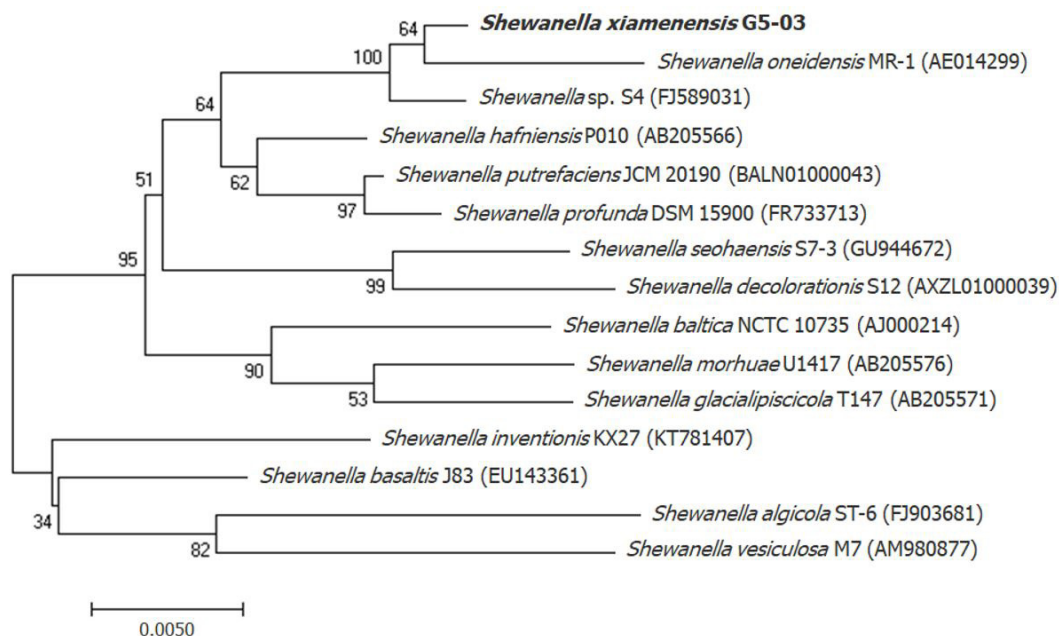 Shewanella xiamenensis G5-03
64
Shewanella oneidensis MR-1 (AE014299)
100
Shewanella sp. S4 (FJ589031)
64
Shewanella hafniensis P010 (AB205566)
51
62
Shewanella putrefaciens JCM 20190 (BALN01000043)
97
Shewanella profunda DSM 15900 (FR733713)
95
Shewanella seohaensis S7-3 (GU944672)
99
Shewanella decolorationis S12 (AXZL01000039)
Shewanella baltica NCTC 10735 (AJ000214)
90
Shewanella morhuae U1417 (AB205576)
53
Shewanella glacialipiscicola T147 (AB205571)
Shewanella inventionis KX27 (KT781407)
Shewanella basaltis J83 (EU143361)
34
Shewanella algicola ST-6 (FJ903681)
82
Shewanella vesiculosa M7 (AM980877)
0.0050